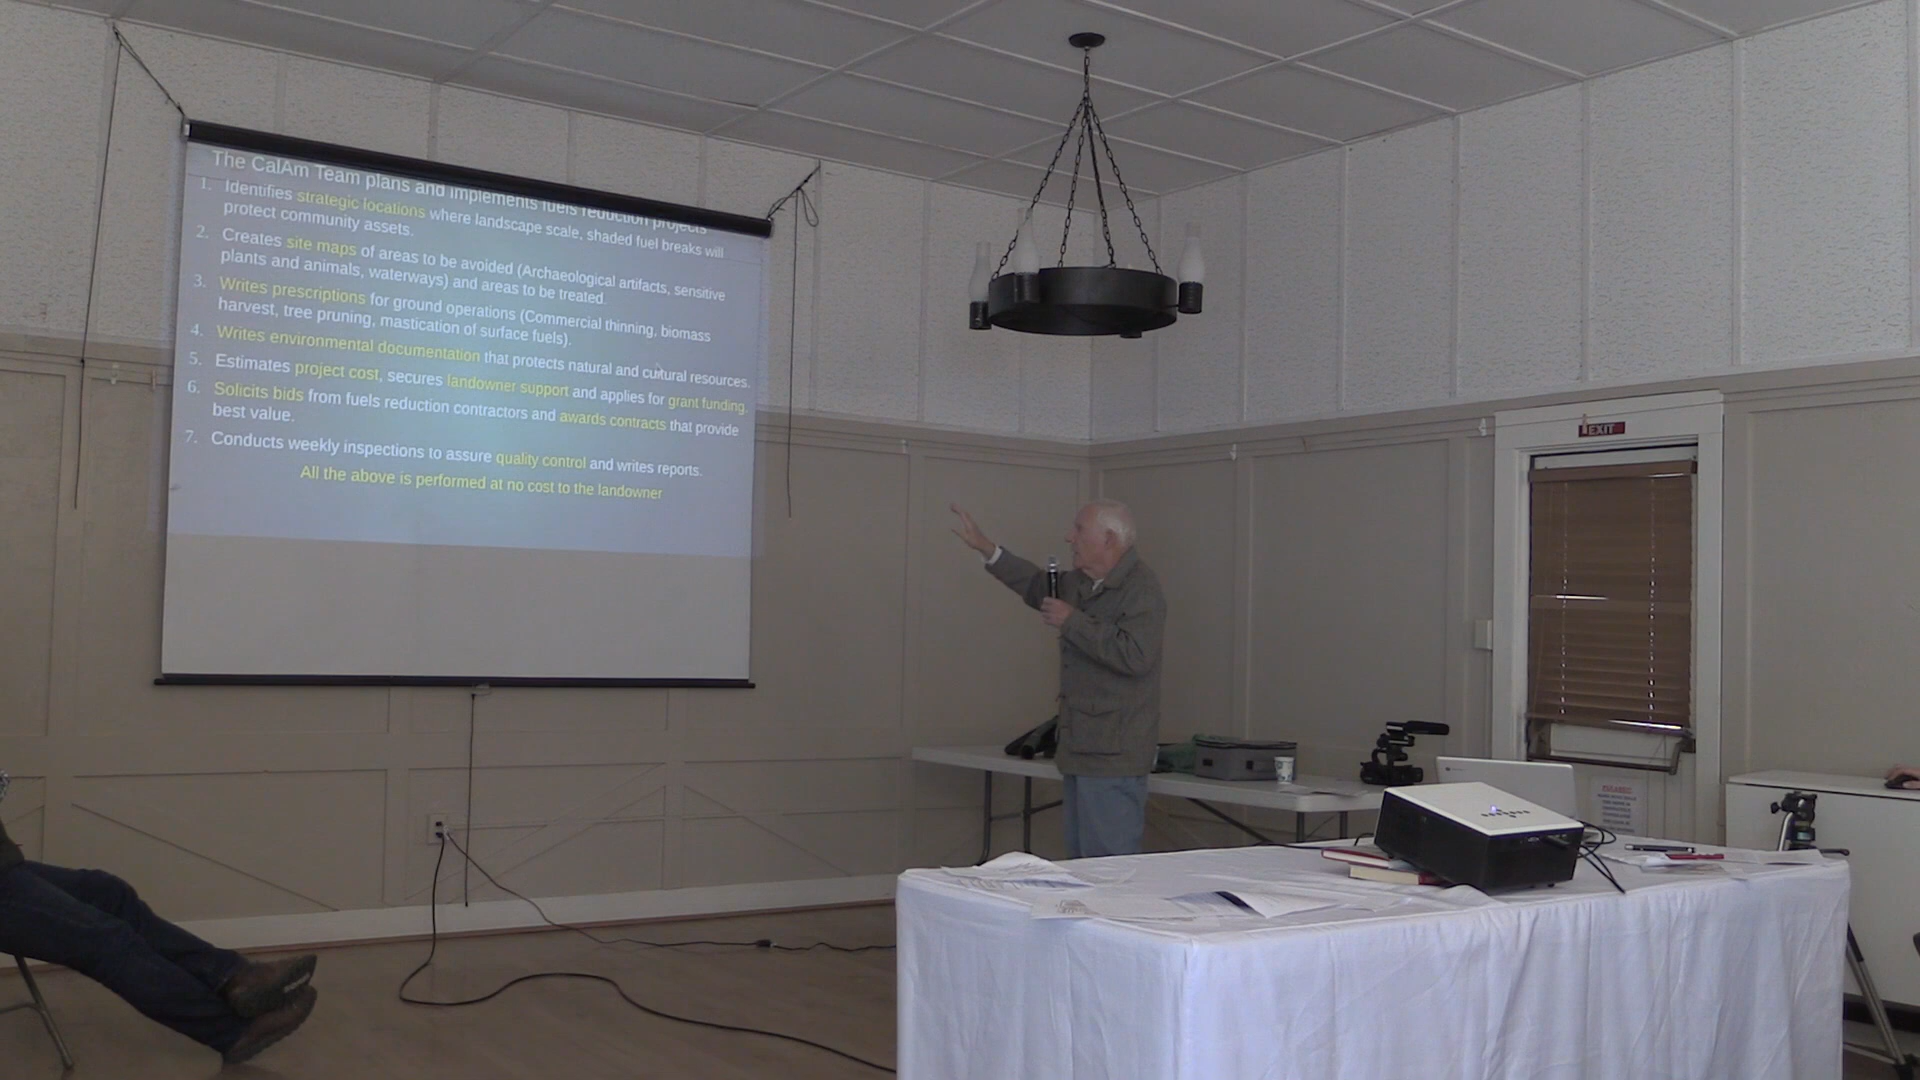 The CalAm Team plans and implements fuels reduction projects
1. Identifies strategic locations where landscape scale, shaded fuel breaks will
protect community assets.
2. Creates site maps of areas to be avoided (Archaeological artifacts, sensitive
plants and animals, waterways) and areas to be treated.
3. Writes prescriptions for ground operations (Commercial thinning, biomass
harvest, tree pruning, mastication of surface fuels).
4. Writes environmental documentation that protects natural and cultural resources.
5. Estimates project cost, secures landowner support and applies for grant funding.
6. Solicits bids from fuels reduction contractors and awards contracts that provide
best value.
7. Conducts weekly inspections to assure quality control and writes reports.
All the above is performed at no cost to the landowner
EXIT